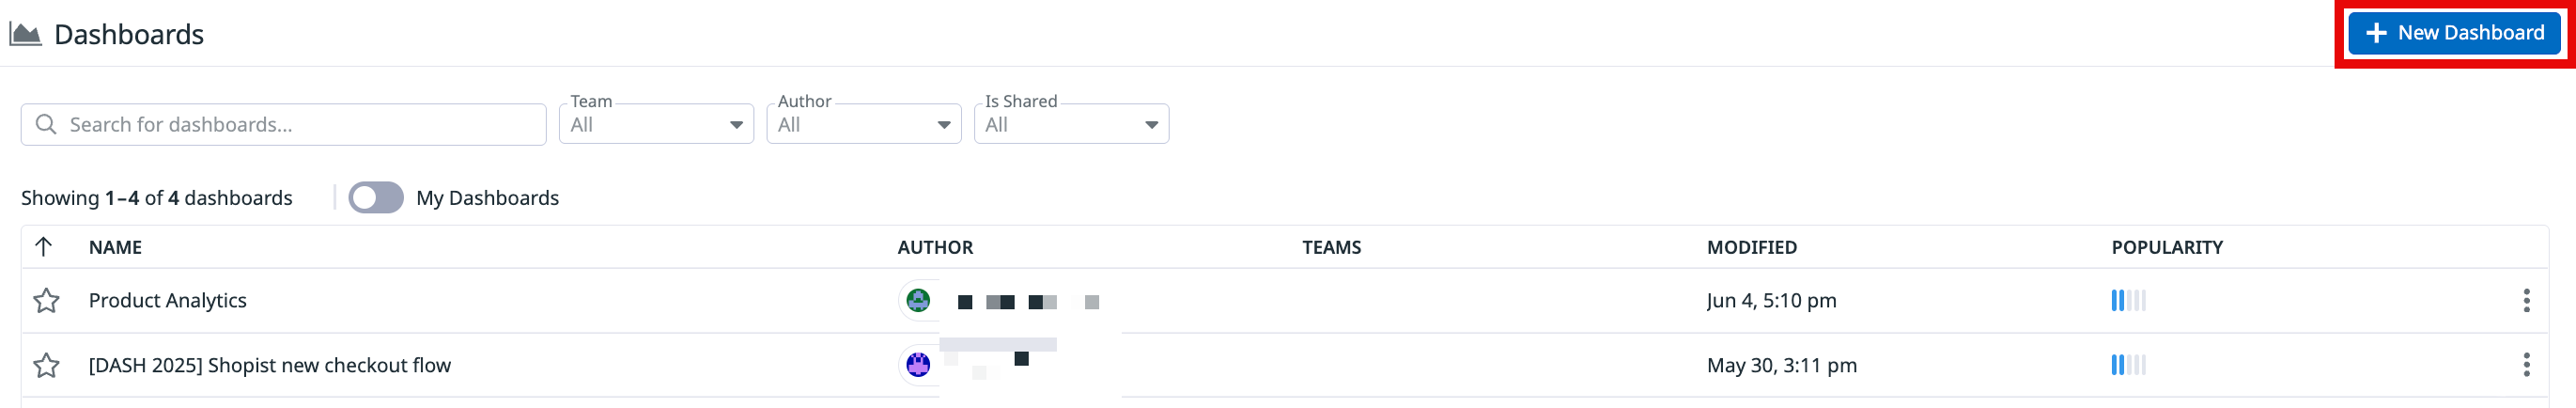 Dashboards
New Dashboard
Search for dashboards...
Team
All
Author
All
Is Shared
All
Showing 1–4 of 4 dashboards
My Dashboards
NAME AUTHOR TEAMS MODIFIED POPULARITY
Product Analytics Jun 4, 5:10 pm
[DASH 2025] Shopist new checkout flow May 30, 3:11 pm